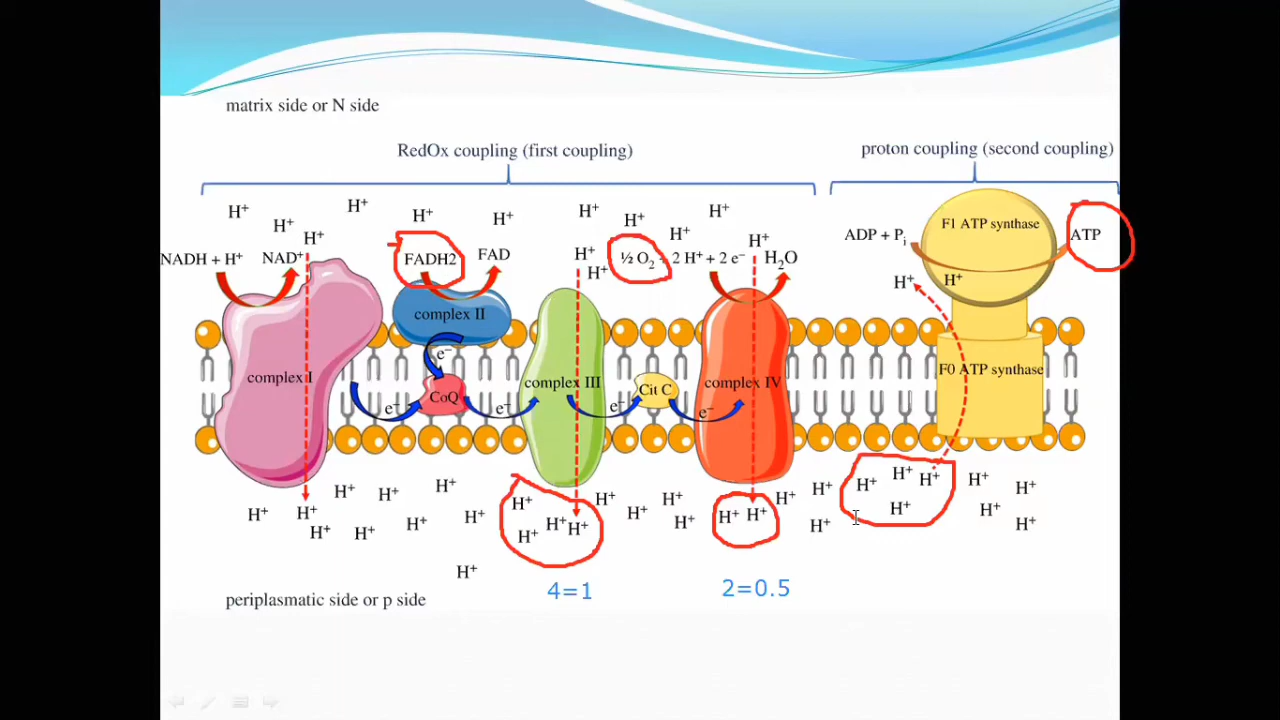 matrix side or N side
RedOx coupling (first coupling)
proton coupling (second coupling)
H⁺ H⁺ H⁺ H⁺ H⁺ H⁺ H⁺ H⁺ H⁺ H⁺ H⁺ H⁺ H⁺
F1 ATP synthase
ADP + Pi
ATP
NADH + H⁺ NAD⁺
FADH2 FAD
½ O₂ + 2 H⁺ + 2 e⁻ H₂O
H⁺ H⁺
complex II
e⁻
F0 ATP synthase
complex I
complex III
complex IV
CoQ
Cit C
e⁻ e⁻ e⁻ e⁻
H⁺ H⁺ H⁺ H⁺ H⁺ H⁺ H⁺ H⁺ H⁺ H⁺ H⁺ H⁺
H⁺ H⁺ H⁺ H⁺ H⁺ H⁺ H⁺ H⁺ H⁺ H⁺ H⁺ H⁺
H⁺ H⁺ H⁺ H⁺ H⁺ H⁺ H⁺ H⁺
H⁺
4=1
2=0.5
periplasmatic side or p side